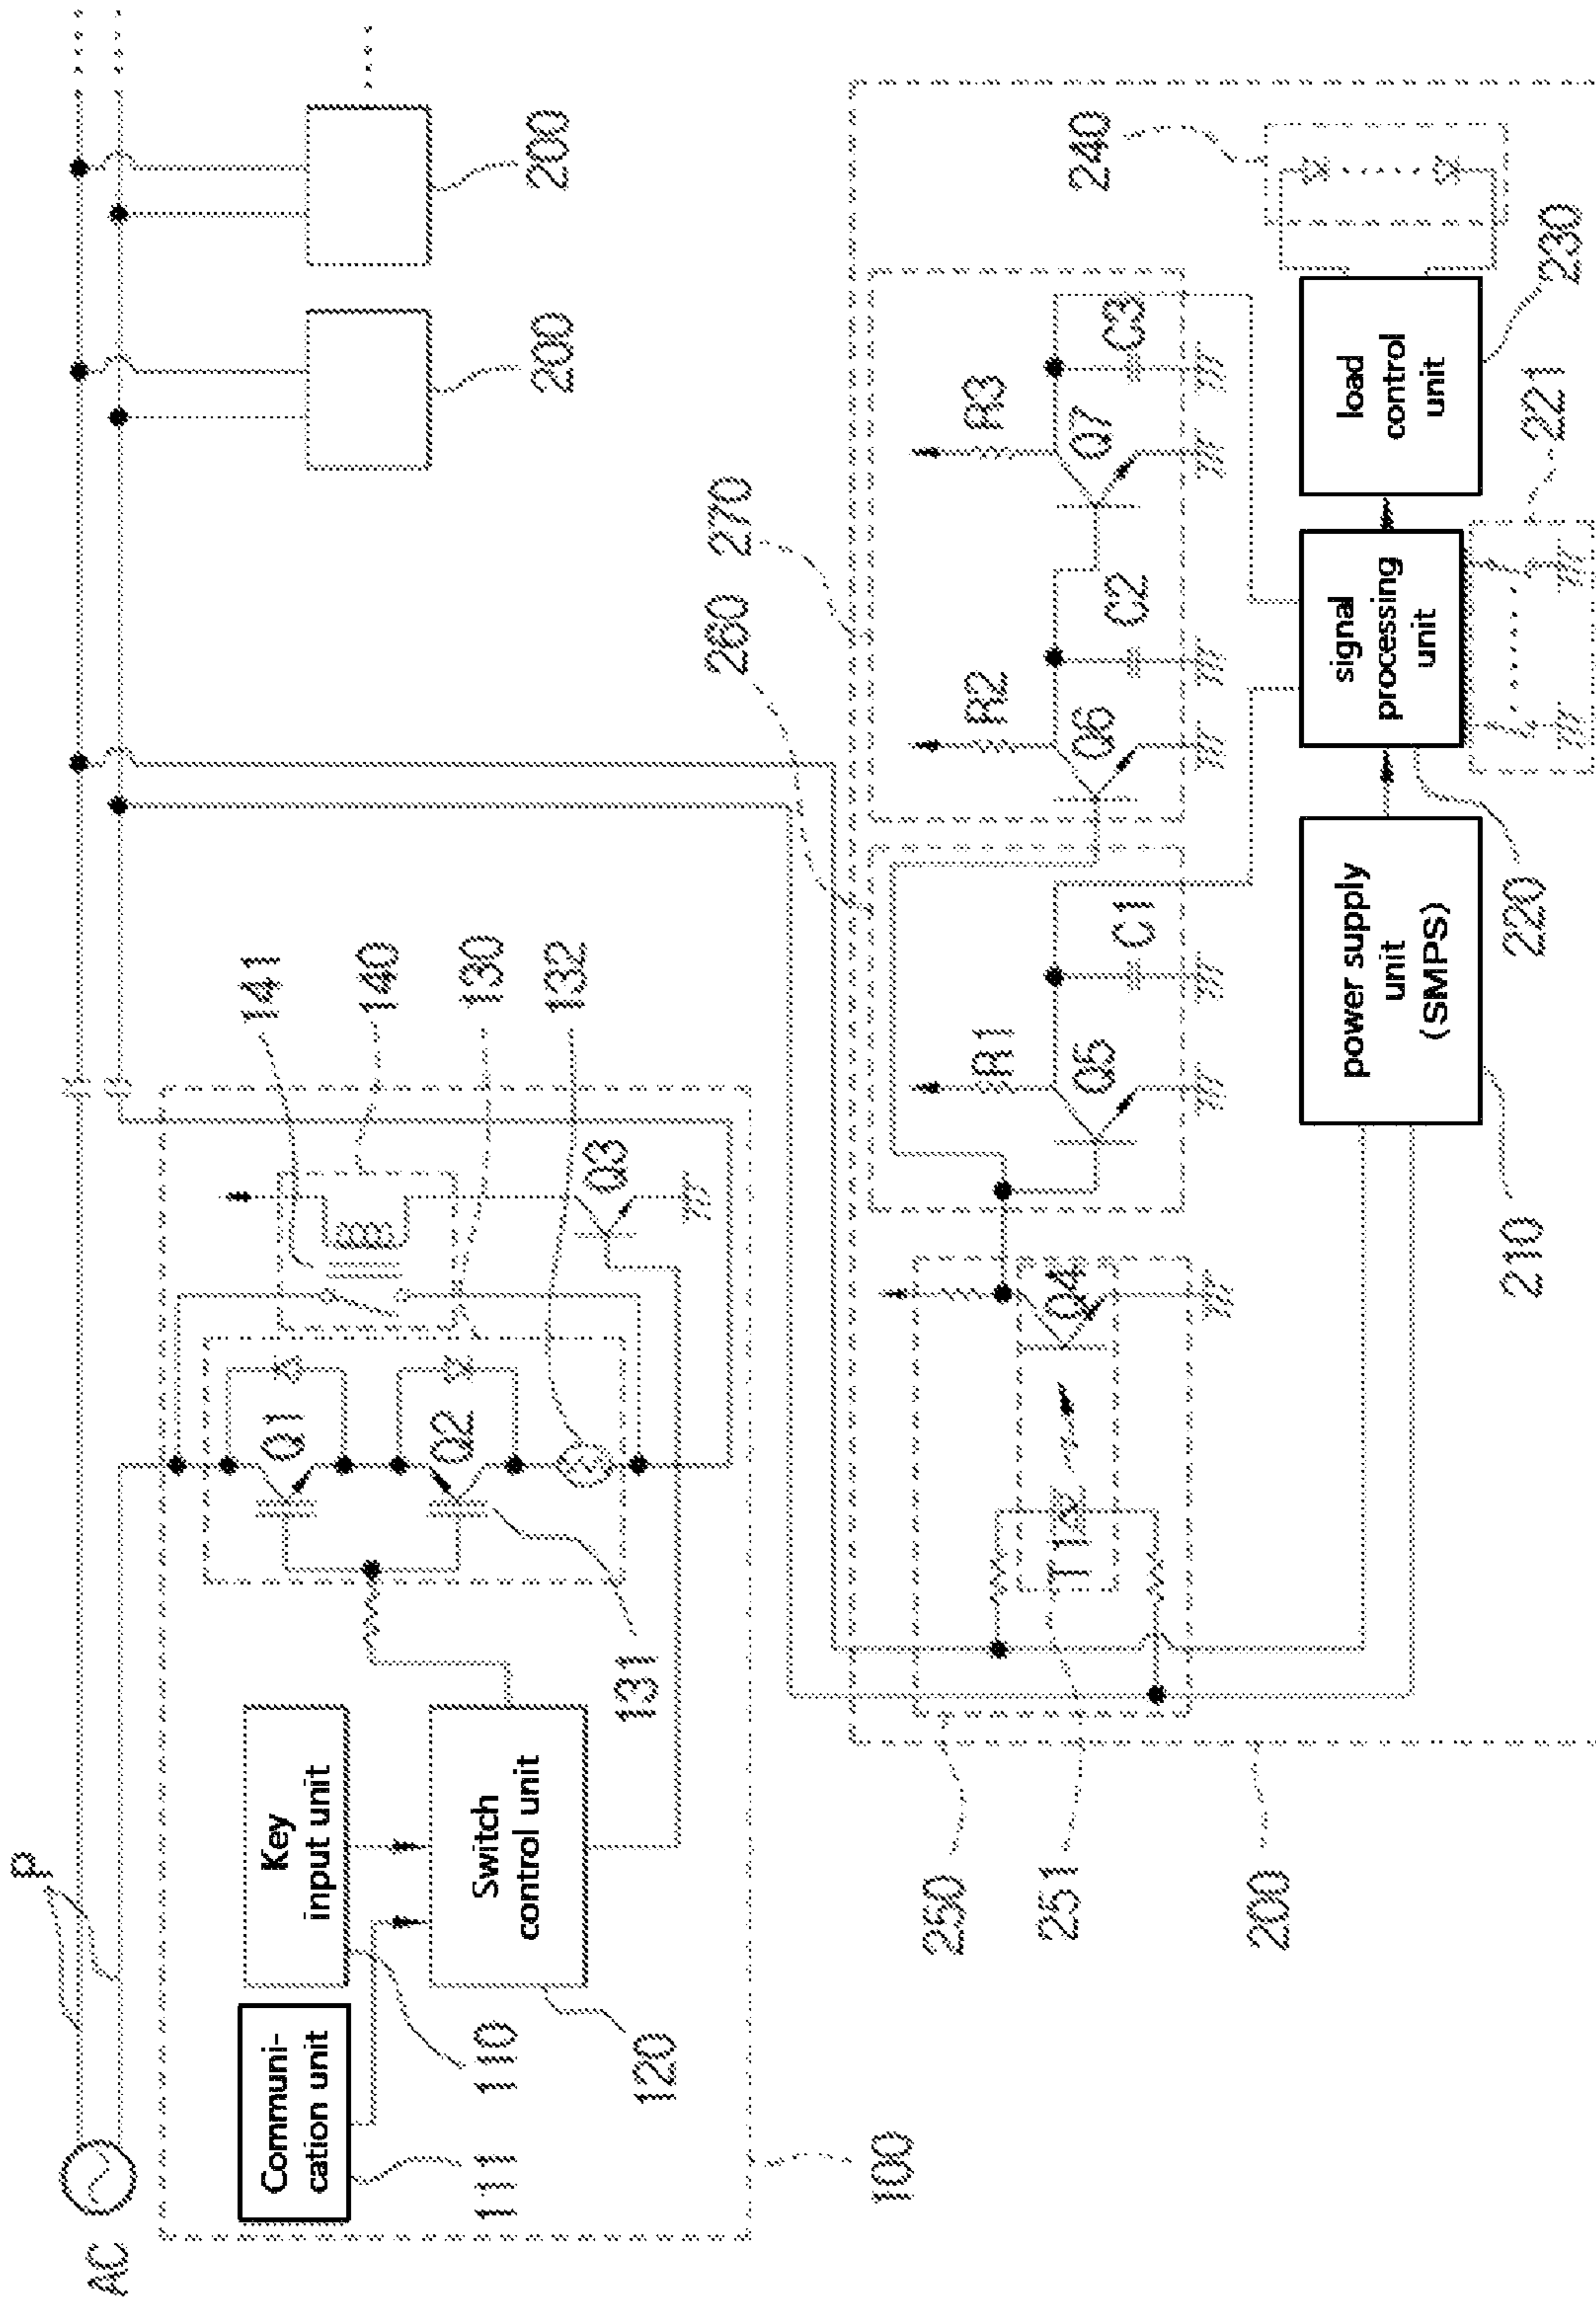 AC
P
Communi-
cation unit
111
Key
input unit
110
Switch
control unit
120
100
131
Q1
Q2
Q3
141
140
130
132
200
200
250
251
200
T1
Q4
R1
Q5
C1
260
270
R2
Q6
C2
R3
Q7
C3
240
power supply
unit
(SMPS)
210
signal
processing
unit
220
221
load
control
unit
230